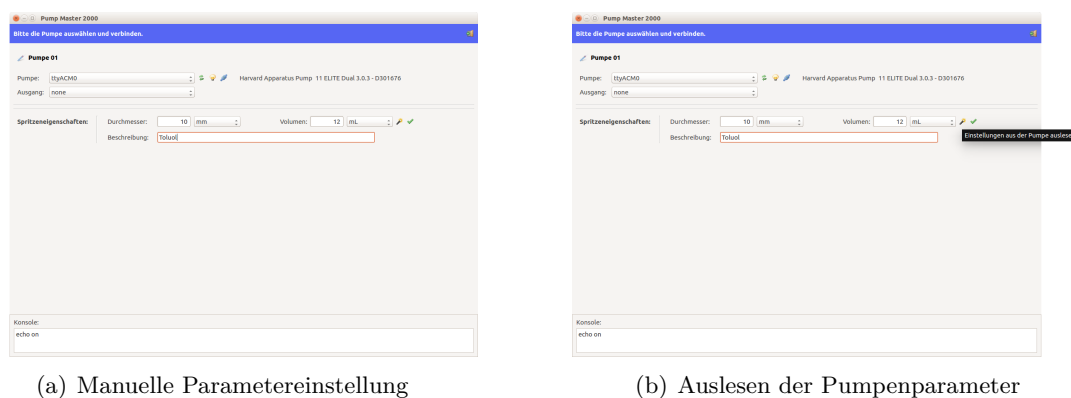 Pump Master 2000
Bitte die Pumpe auswählen und verbinden.
Pumpe 01
Pumpe: ttyACM0 Harvard Apparatus Pump 11 ELITE Dual 3.0.3 - D301676
Ausgang: none
Spritzeneigenschaften: Durchmesser: 10 mm Volumen: 12 mL
Beschreibung: Toluol
Konsole:
echo on
(a) Manuelle Parametereinstellung
Pump Master 2000
Bitte die Pumpe auswählen und verbinden.
Pumpe 01
Pumpe: ttyACM0 Harvard Apparatus Pump 11 ELITE Dual 3.0.3 - D301676
Ausgang: none
Spritzeneigenschaften: Durchmesser: 10 mm Volumen: 12 mL
Beschreibung: Toluol
Einstellungen aus der Pumpe auslese
Konsole:
echo on
(b) Auslesen der Pumpenparameter